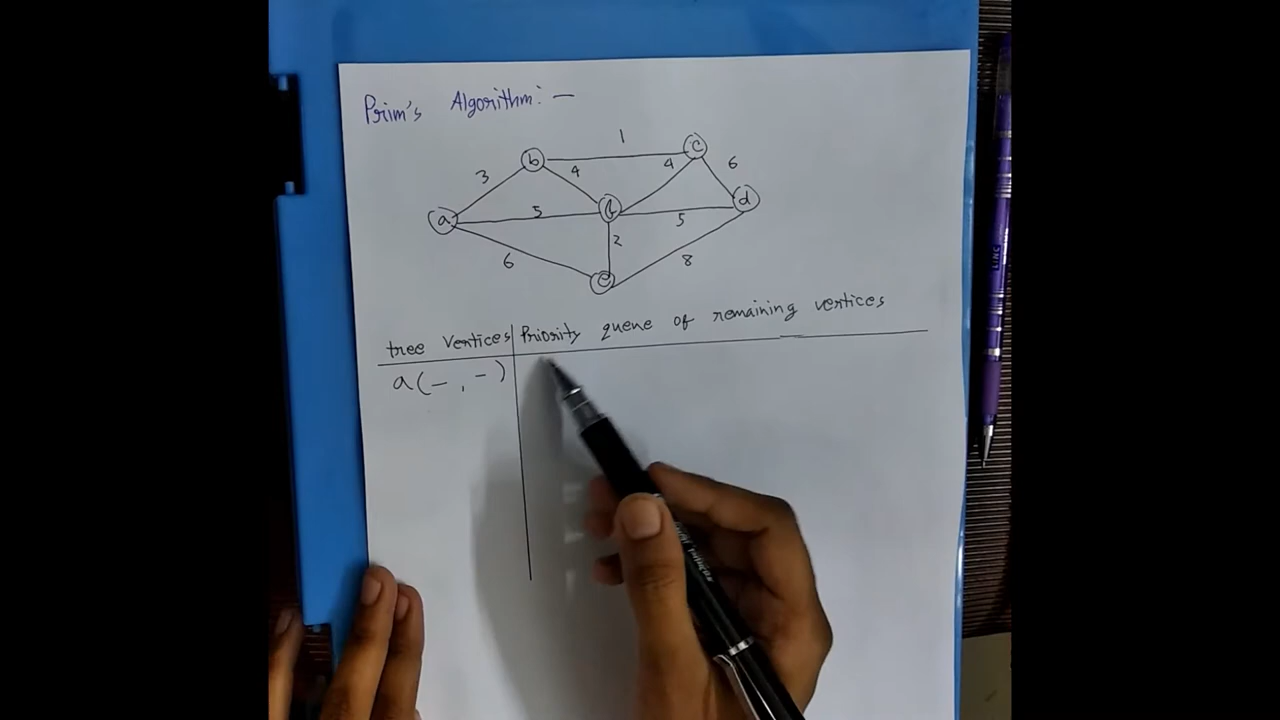 Prim's Algorithm: —
1
b
c
3
4
4
6
a
5
f
5
d
2
6
8
e
tree vertices Priority queue of remaining vertices
a(-, -)
LINC